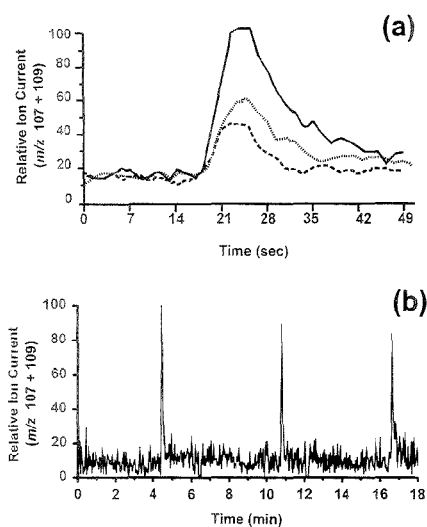 (a)
Relative Ion Current
(m/z 107 + 109)
100
80
60
40
20
0
0 7 14 21 28 35 42 49
Time (sec)
(b)
Relative Ion Current
(m/z 107 + 109)
100
80
60
40
20
0
0 2 4 6 8 10 12 14 16 18
Time (min)